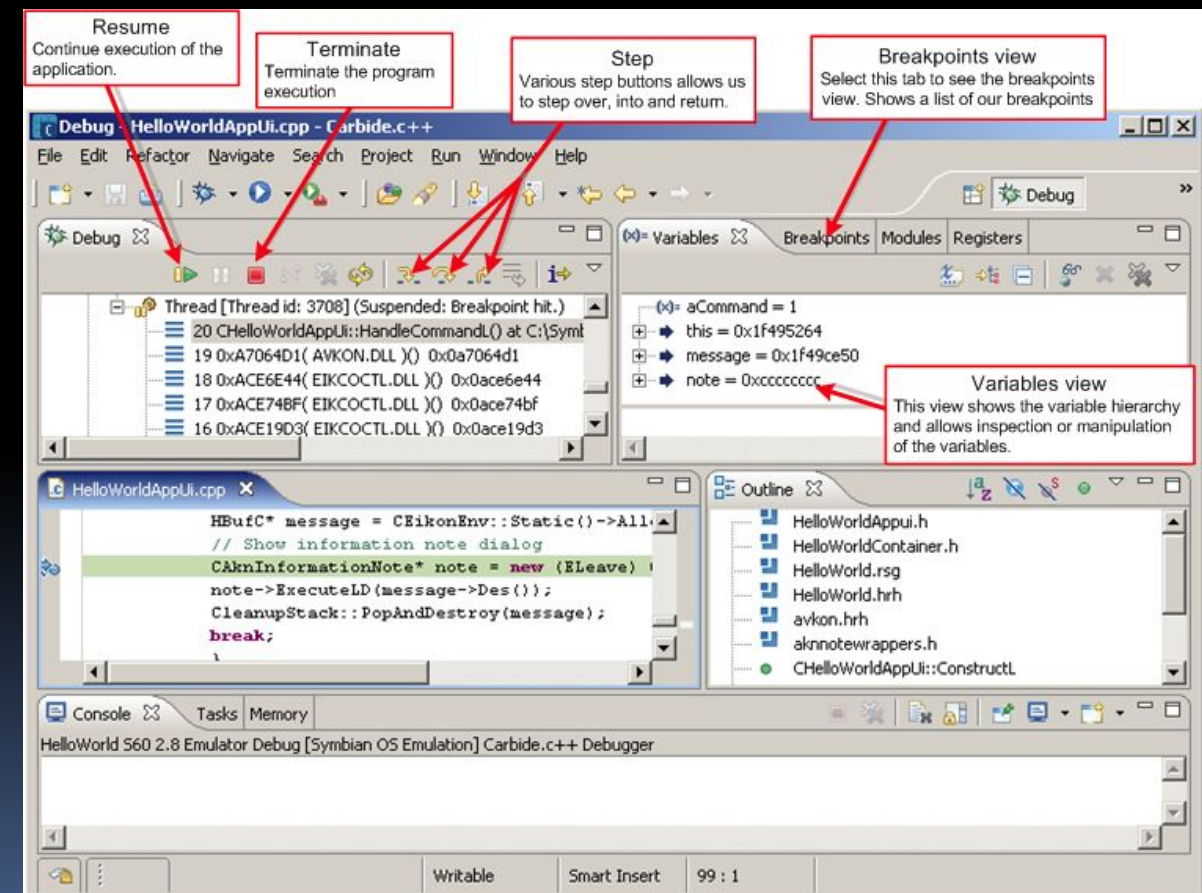 Resume
Continue execution of the
application.
Terminate
Terminate the program
execution
Step
Various step buttons allows us
to step over, into and return.
Breakpoints view
Select this tab to see the breakpoints
view. Shows a list of our breakpoints
Debug - HelloWorldAppUi.cpp - Carbide.c++
File Edit Refactor Navigate Search Project Run Window Help
Debug
Debug
Thread [Thread id: 3708] (Suspended: Breakpoint hit.)
20 CHelloWorldAppUi::HandleCommandL() at C:\Symb
19 0xA7064D1( AVKON.DLL )() 0x0a7064d1
18 0xACE6E44( EIKCOCTL.DLL )() 0x0ace6e44
17 0xACE74BF( EIKCOCTL.DLL )() 0x0ace74bf
16 0xACE19D3( EIKCOCTL.DLL )() 0x0ace19d3
(x)= Variables Breakpoints Modules Registers
(x)= aCommand = 1
this = 0x1f495264
message = 0x1f49ce50
note = 0xcccccccc
Variables view
This view shows the variable hierarchy
and allows inspection or manipulation
of the variables.
HelloWorldAppUi.cpp
HBufC* message = CEikonEnv::Static()->All
// Show information note dialog
CAknInformationNote* note = new (ELeave)
note->ExecuteLD(message->Des());
CleanupStack::PopAndDestroy(message);
break;
}
Outline
HelloWorldAppui.h
HelloWorldContainer.h
HelloWorld.rsg
HelloWorld.hrh
avkon.hrh
aknnotewrappers.h
CHelloWorldAppUi::ConstructL
Console Tasks Memory
HelloWorld S60 2.8 Emulator Debug [Symbian OS Emulation] Carbide.c++ Debugger
Writable Smart Insert 99 : 1